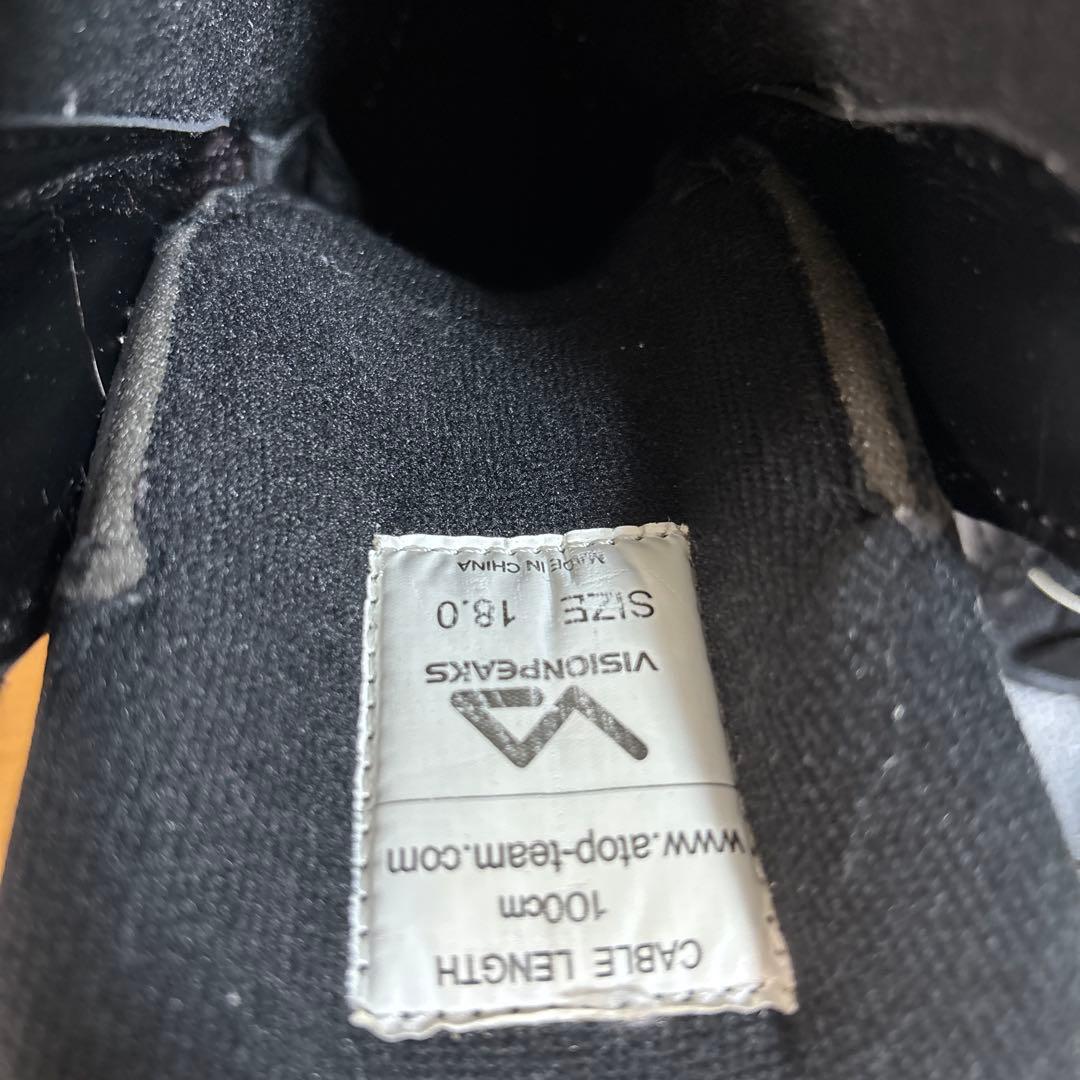 CABLE LENGTH
100cm
www.atop-team.com
VISIONPEAKS
SIZE 18.0
MADE IN CHINA